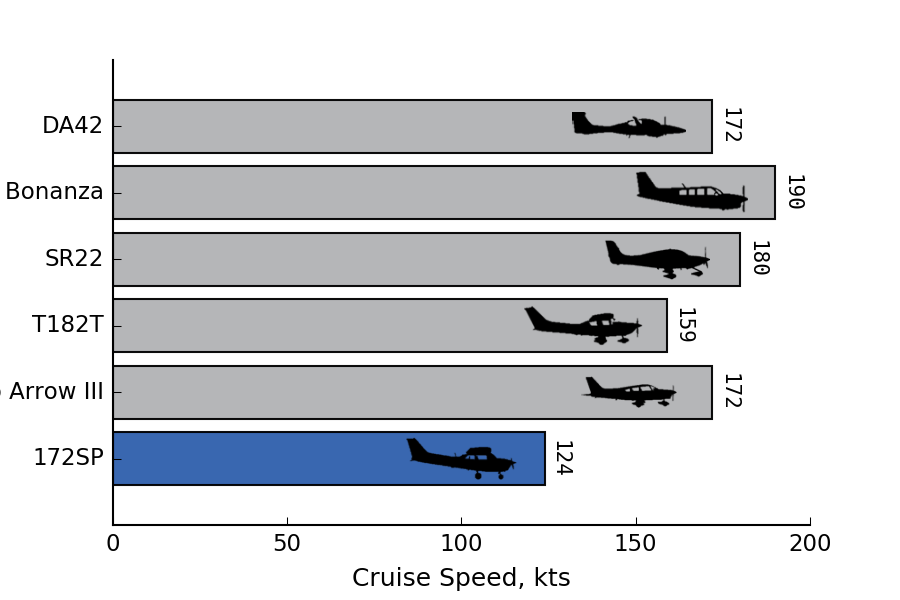 DA42
172
Bonanza
190
SR22
180
T182T
159
Arrow III
172
172SP
124
0 50 100 150 200
Cruise Speed, kts